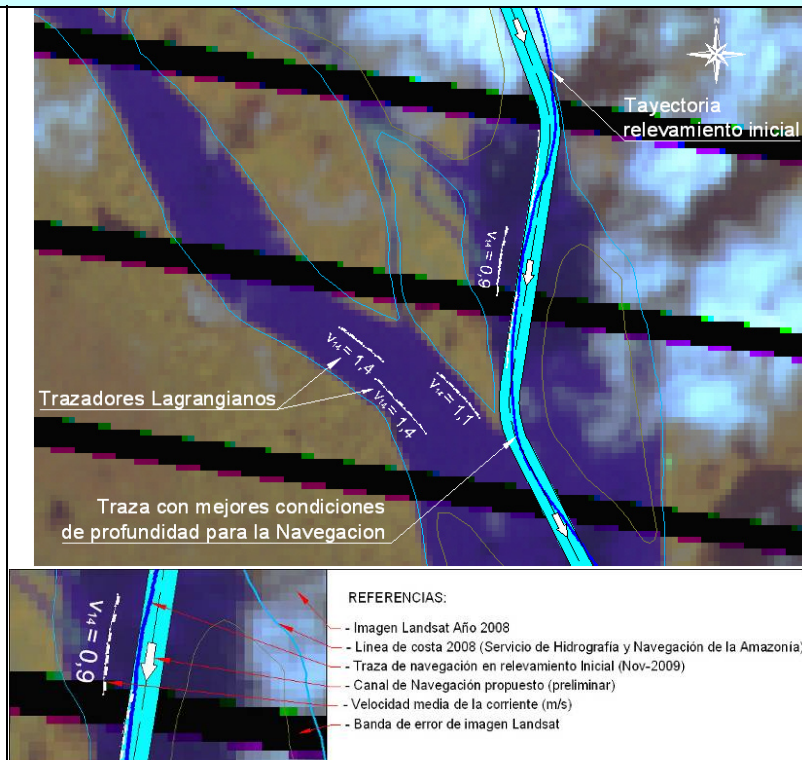 N
Tayectoria
relevamiento inicial
V₁₄ = 0,9
V₁₄ = 1,4
V₁₄ = 1,4
V₁₄ = 1,1
Trazadores Lagrangianos
Traza con mejores condiciones
de profundidad para la Navegacion
V₁₄ = 0,9
REFERENCIAS:
- Imagen Landsat Año 2008
- Linea de costa 2008 (Servicio de Hidrografía y Navegación de la Amazonía)
- Traza de navegación en relevamiento Inicial (Nov-2009)
- Canal de Navegación propuesto (preliminar)
- Velocidad media de la corriente (m/s)
- Banda de error de imagen Landsat